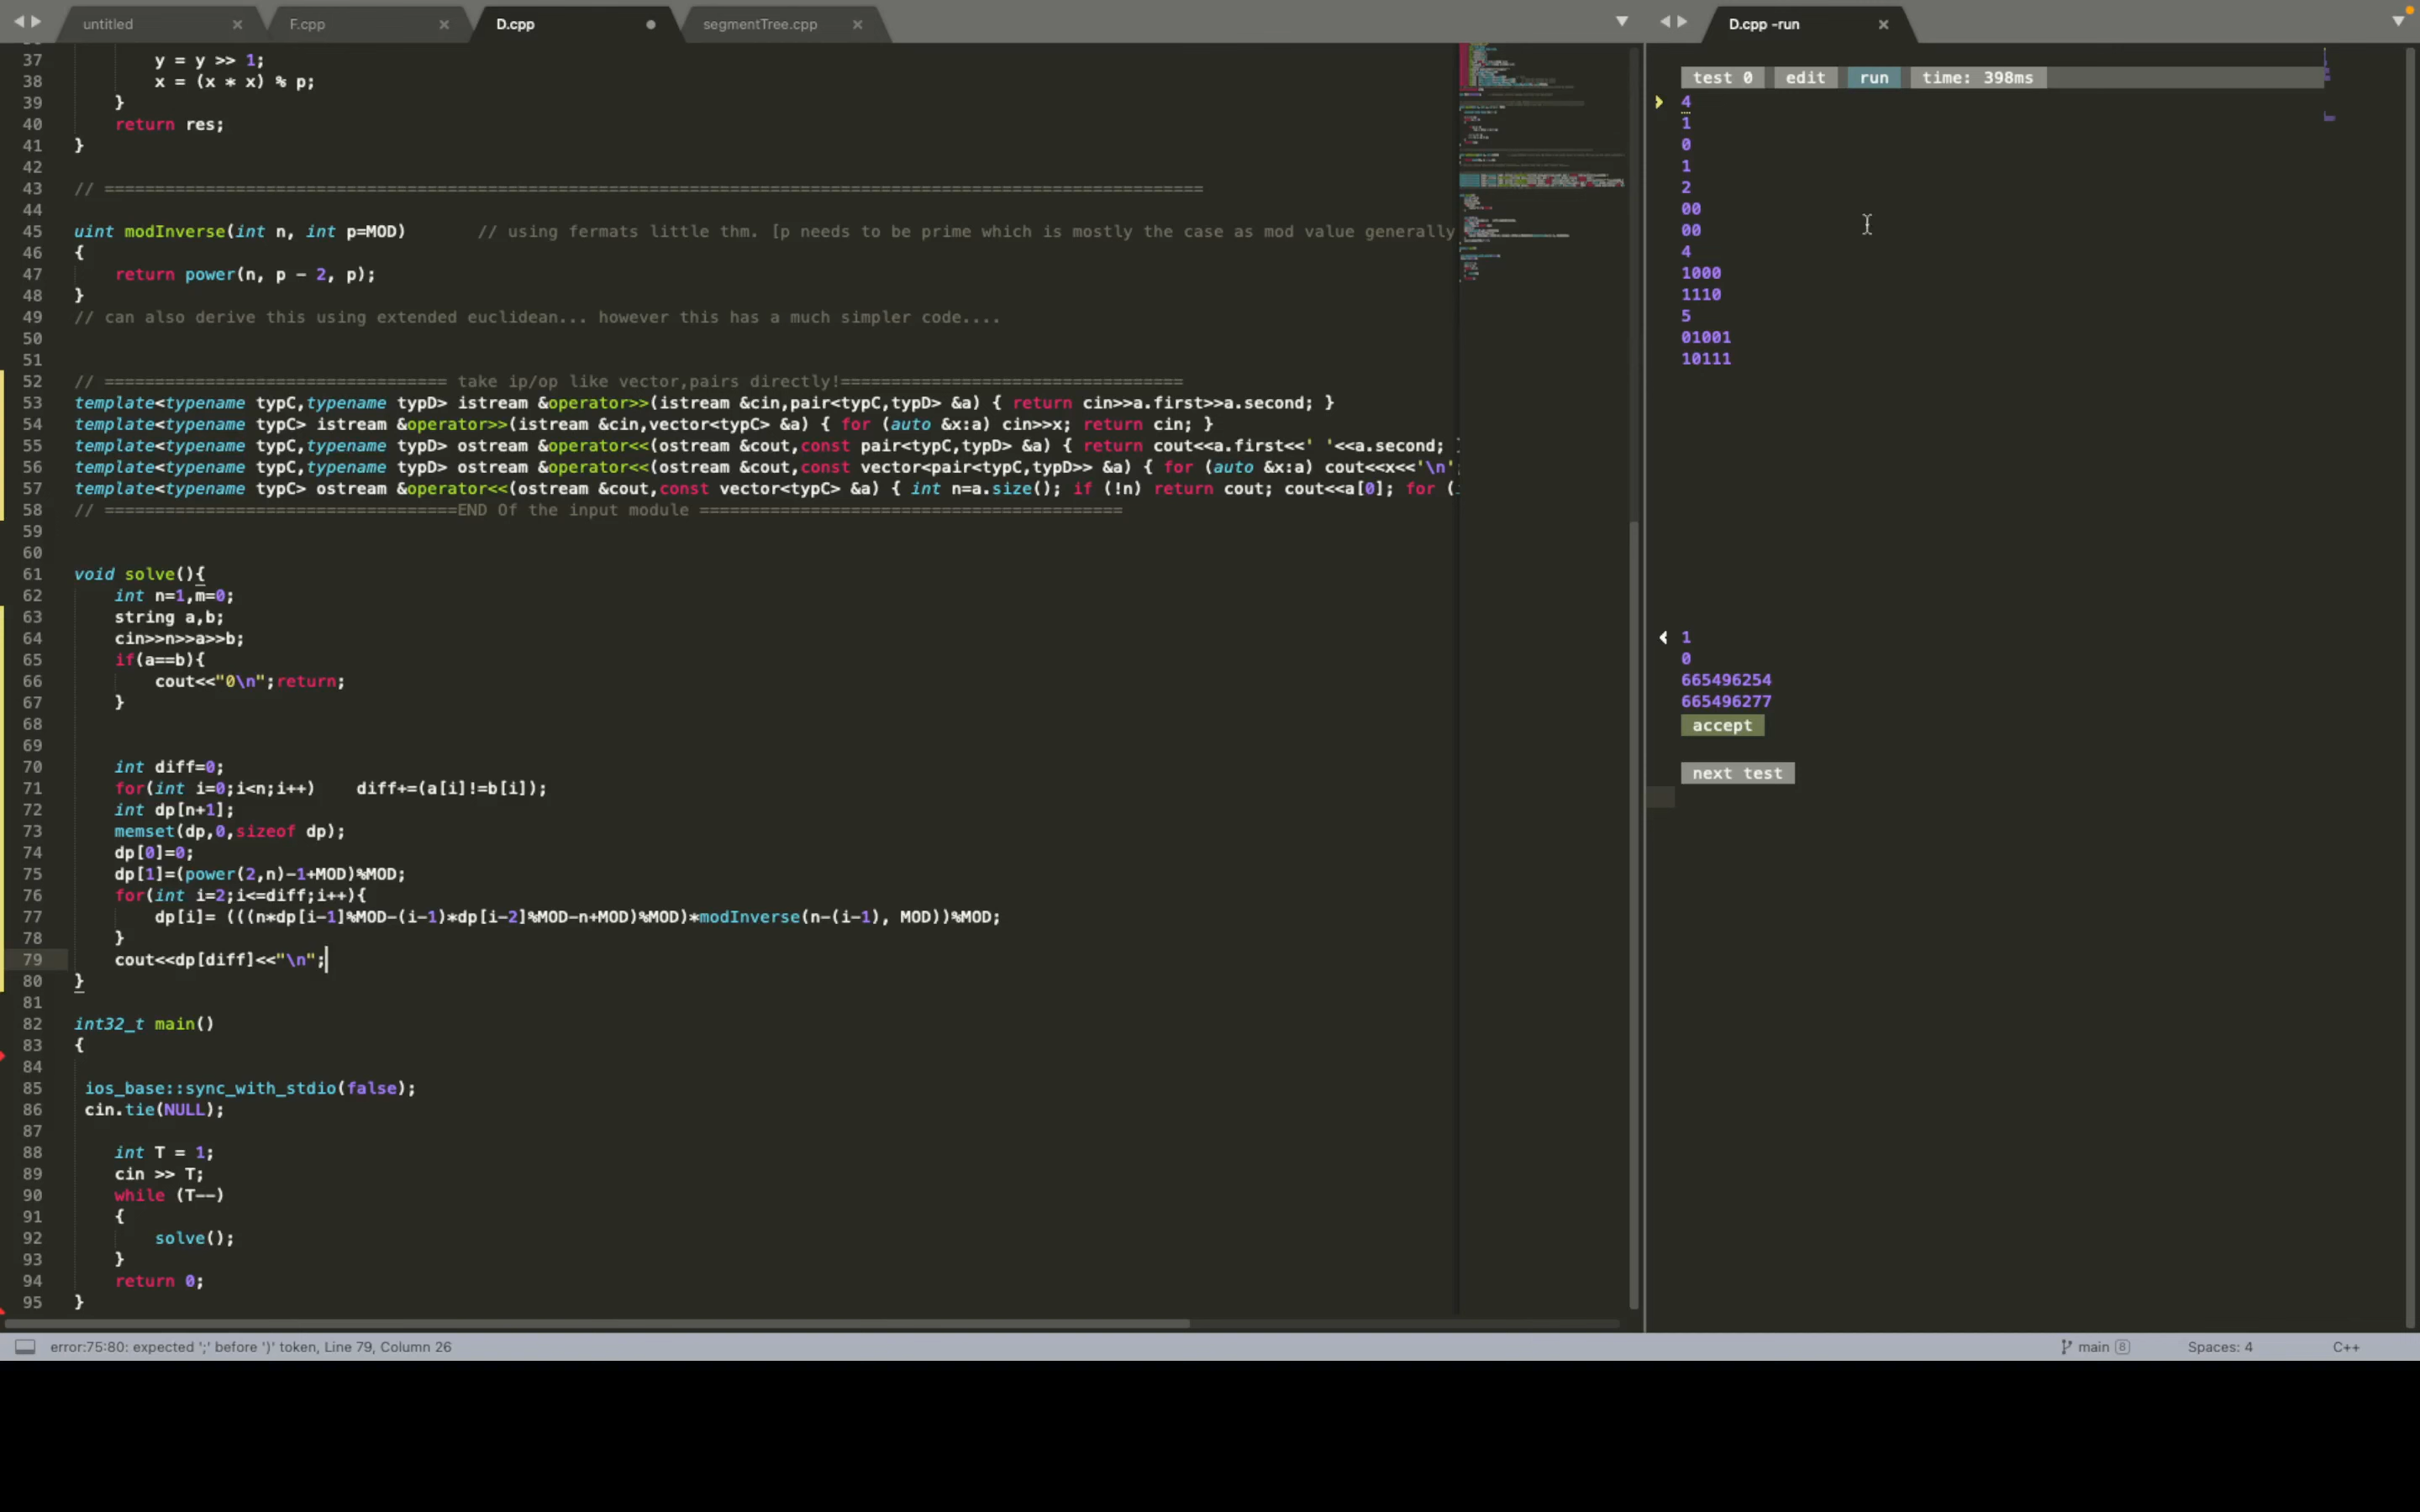 untitled
F.cpp
D.cpp
segmentTree.cpp
D.cpp -run
37 y = y >> 1;
38 x = (x * x) % p;
39 }
40 return res;
41 }
42
43 // ==============================================================================================================
44
45 uint modInverse(int n, int p=MOD) // using fermats little thm. [p needs to be prime which is mostly the case as mod value generally
46 {
47 return power(n, p - 2, p);
48 }
49 // can also derive this using extended euclidean... however this has a much simpler code....
50
51
52 // ================================== take ip/op like vector,pairs directly!==================================
53 template<typename typC,typename typD> istream &operator>>(istream &cin,pair<typC,typD> &a) { return cin>>a.first>>a.second; }
54 template<typename typC> istream &operator>>(istream &cin,vector<typC> &a) { for (auto &x:a) cin>>x; return cin; }
55 template<typename typC,typename typD> ostream &operator<<(ostream &cout,const pair<typC,typD> &a) { return cout<<a.first<<' '<<a.second; }
56 template<typename typC,typename typD> ostream &operator<<(ostream &cout,const vector<pair<typC,typD>> &a) { for (auto &x:a) cout<<x<<'\n';
57 template<typename typC> ostream &operator<<(ostream &cout,const vector<typC> &a) { int n=a.size(); if (!n) return cout; cout<<a[0]; for (
58 // ===================================END Of the input module ==========================================
59
60
61 void solve(){
62 int n=1,m=0;
63 string a,b;
64 cin>>n>>a>>b;
65 if(a==b){
66 cout<<"0\n";return;
67 }
68
69
70 int diff=0;
71 for(int i=0;i<n;i++) diff+=(a[i]!=b[i]);
72 int dp[n+1];
73 memset(dp,0,sizeof dp);
74 dp[0]=0;
75 dp[1]=(power(2,n)-1+MOD)%MOD;
76 for(int i=2;i<=diff;i++){
77 dp[i]= (((n*dp[i-1]%MOD-(i-1)*dp[i-2]%MOD-n+MOD)%MOD)*modInverse(n-(i-1), MOD))%MOD;
78 }
79 cout<<dp[diff]<<"\n";
80 }
81
82 int32_t main()
83 {
84
85 ios_base::sync_with_stdio(false);
86 cin.tie(NULL);
87
88 int T = 1;
89 cin >> T;
90 while (T--)
91 {
92 solve();
93 }
94 return 0;
95 }
test 0 edit run time: 398ms
4
1
0
1
2
00
00
4
1000
1110
5
01001
10111
1
0
665496254
665496277
accept
next test
error:75:80: expected ';' before ')' token, Line 79, Column 26
main 8
Spaces: 4
C++